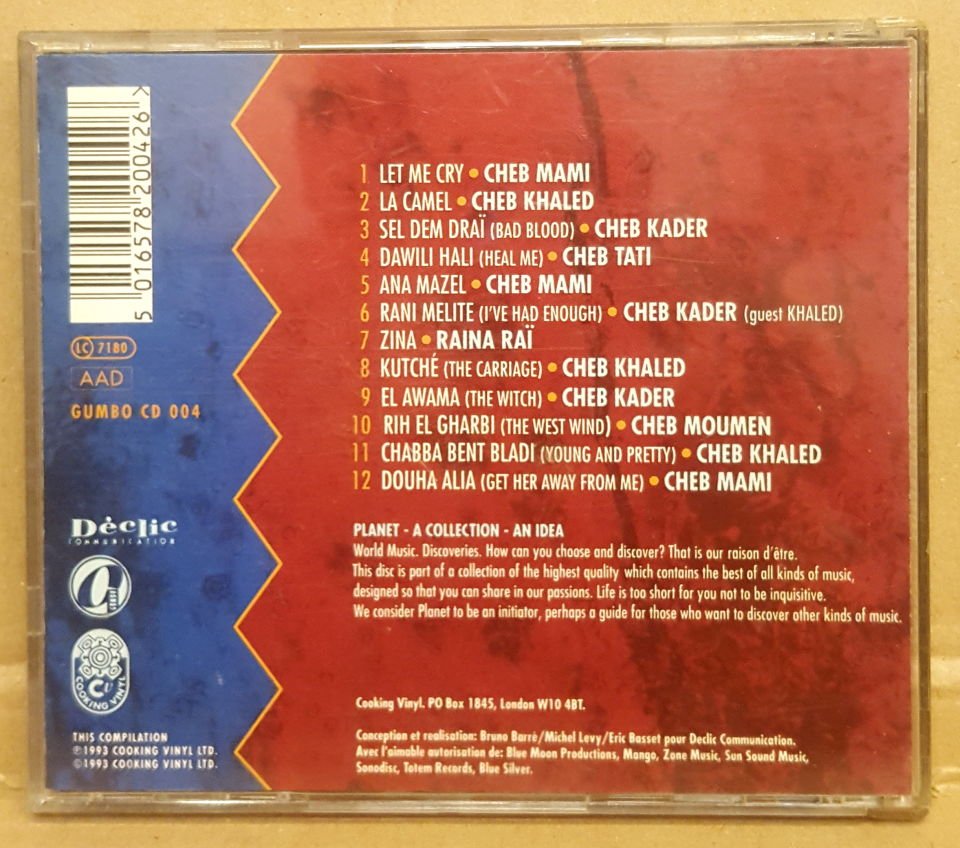 1 LET ME CRY • CHEB MAMI
2 LA CAMEL • CHEB KHALED
3 SEL DEM DRAÏ (BAD BLOOD) • CHEB KADER
4 DAWILI HALI (HEAL ME) • CHEB TATI
5 ANA MAZEL • CHEB MAMI
6 RANI MELITE (I'VE HAD ENOUGH) • CHEB KADER (guest KHALED)
7 ZINA • RAINA RAÏ
8 KUTCHÉ (THE CARRIAGE) • CHEB KHALED
9 EL AWAMA (THE WITCH) • CHEB KADER
10 RIH EL GHARBI (THE WEST WIND) • CHEB MOUMEN
11 CHABBA BENT BLADI (YOUNG AND PRETTY) • CHEB KHALED
12 DOUHA ALIA (GET HER AWAY FROM ME) • CHEB MAMI
PLANET - A COLLECTION - AN IDEA
World Music. Discoveries. How can you choose and discover? That is our raison d'être.
This disc is part of a collection of the highest quality which contains the best of all kinds of music,
designed so that you can share in our passions. Life is too short for you not to be inquisitive.
We consider Planet to be an initiator, perhaps a guide for those who want to discover other kinds of music.
Cooking Vinyl. PO Box 1845, London W10 4BT.
Conception et realisation: Bruno Barré/Michel Levy/Eric Basset pour Declic Communication.
Avec l'aimable autorisation de: Blue Moon Productions, Mango, Zone Music, Sun Sound Music,
Sonodisc, Totem Records, Blue Silver.
5 016578 200426 >
LC 7180
AAD
GUMBO CD 004
Dèclic
COMMUNICATION
CV
COOKING VINYL
THIS COMPILATION
℗1993 COOKING VINYL LTD.
©1993 COOKING VINYL LTD.